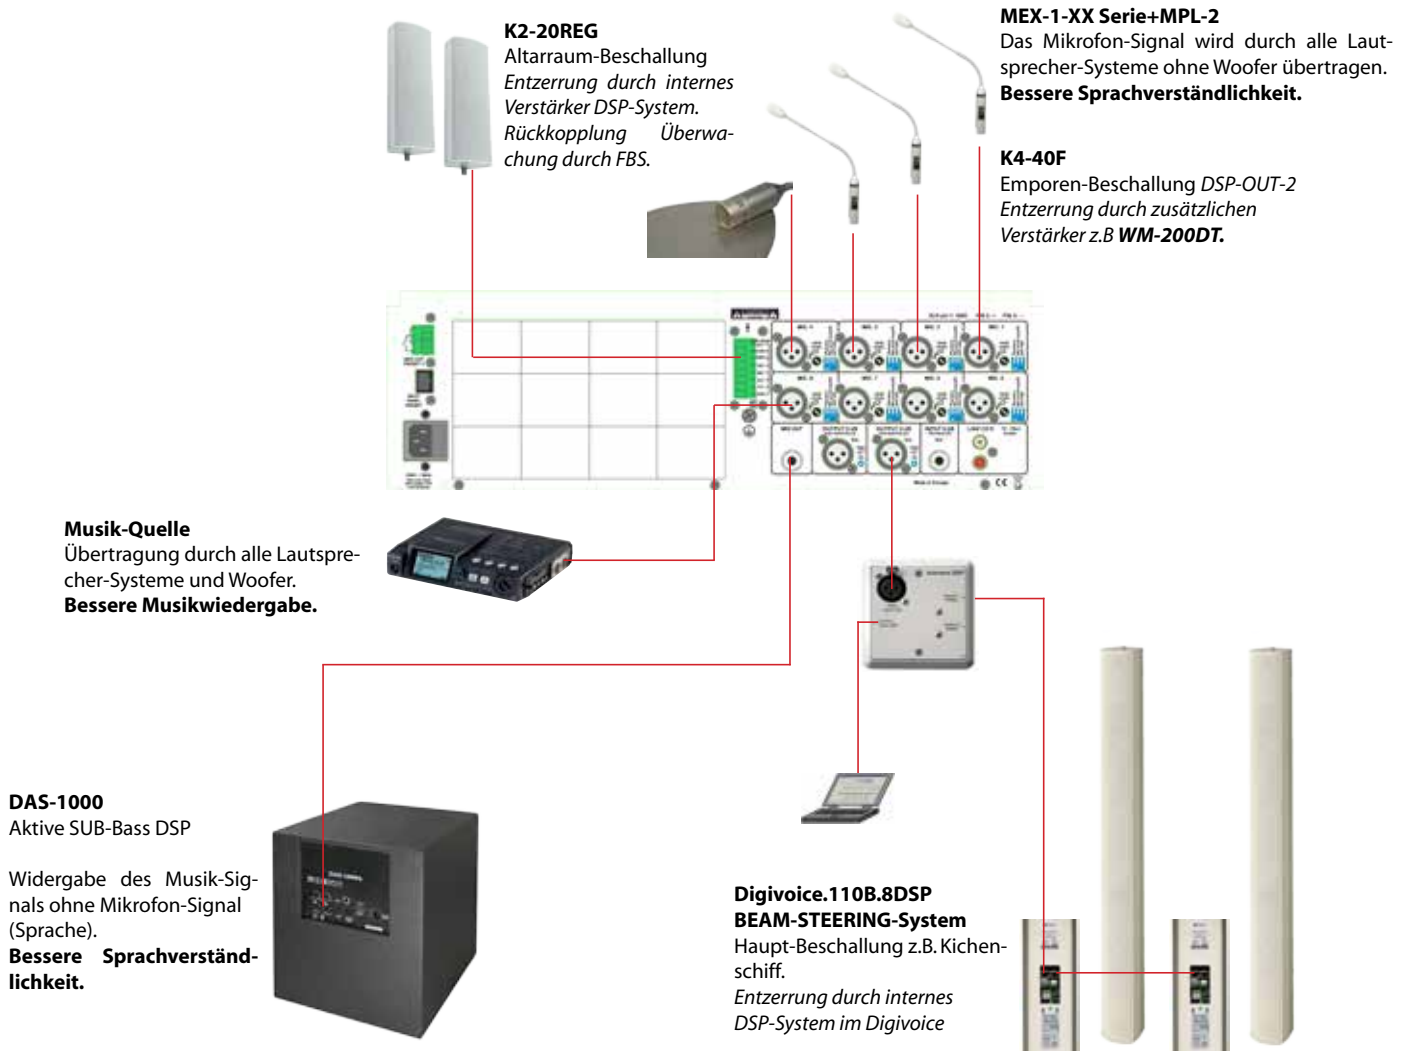 K2-20REG
Altarraum-Beschallung
Entzerrung durch internes
Verstärker DSP-System.
Rückkopplung Überwa-
chung durch FBS.
MEX-1-XX Serie+MPL-2
Das Mikrofon-Signal wird durch alle Laut-
sprecher-Systeme ohne Woofer übertragen.
Bessere Sprachverständlichkeit.
K4-40F
Emporen-Beschallung DSP-OUT-2
Entzerrung durch zusätzlichen
Verstärker z.B WM-200DT.
Musik-Quelle
Übertragung durch alle Lautspre-
cher-Systeme und Woofer.
Bessere Musikwiedergabe.
DAS-1000
Aktive SUB-Bass DSP
Widergabe des Musik-Sig-
nals ohne Mikrofon-Signal
(Sprache).
Bessere Sprachverständ-
lichkeit.
Digivoice.110B.8DSP
BEAM-STEERING-System
Haupt-Beschallung z.B. Kichen-
schiff.
Entzerrung durch internes
DSP-System im Digivoice